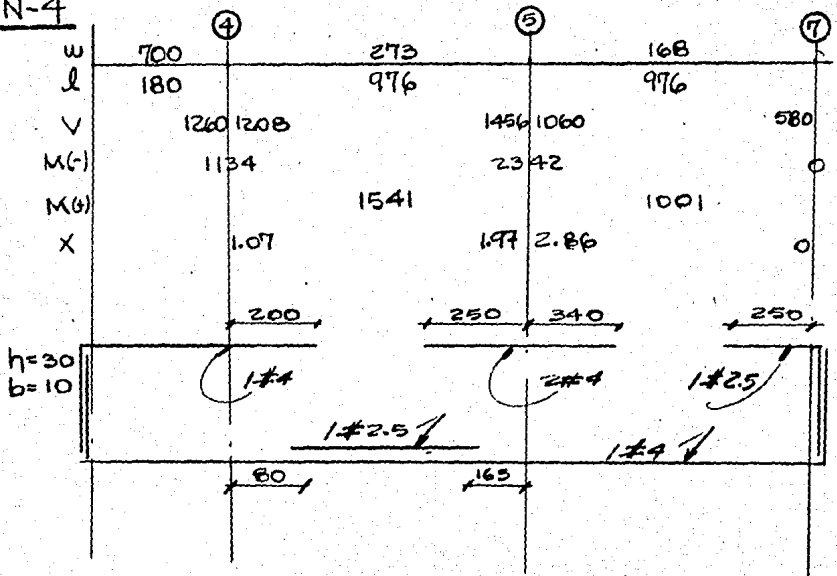 N-4
4 5 7
w 700 273 168
l 180 976 976
V 1260 1208 1456 1060 580
M(-) 1134 2342 0
M(+) 1541 1001
X 1.07 1.97 2.86 0
200 250 340 250
h=30
b=10
1#4 2#4 1#2.5
1#2.5 1#4
80 165